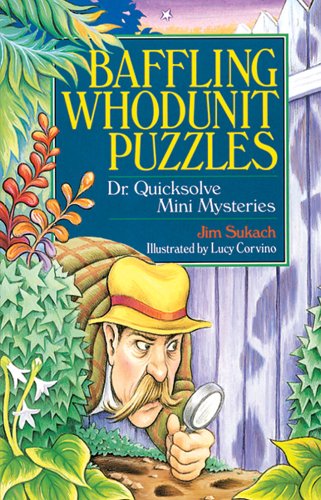 BAFFLING
WHODUNIT
PUZZLES
Dr. Quicksolve
Mini Mysteries
Jim Sukach
Illustrated by Lucy Corvino